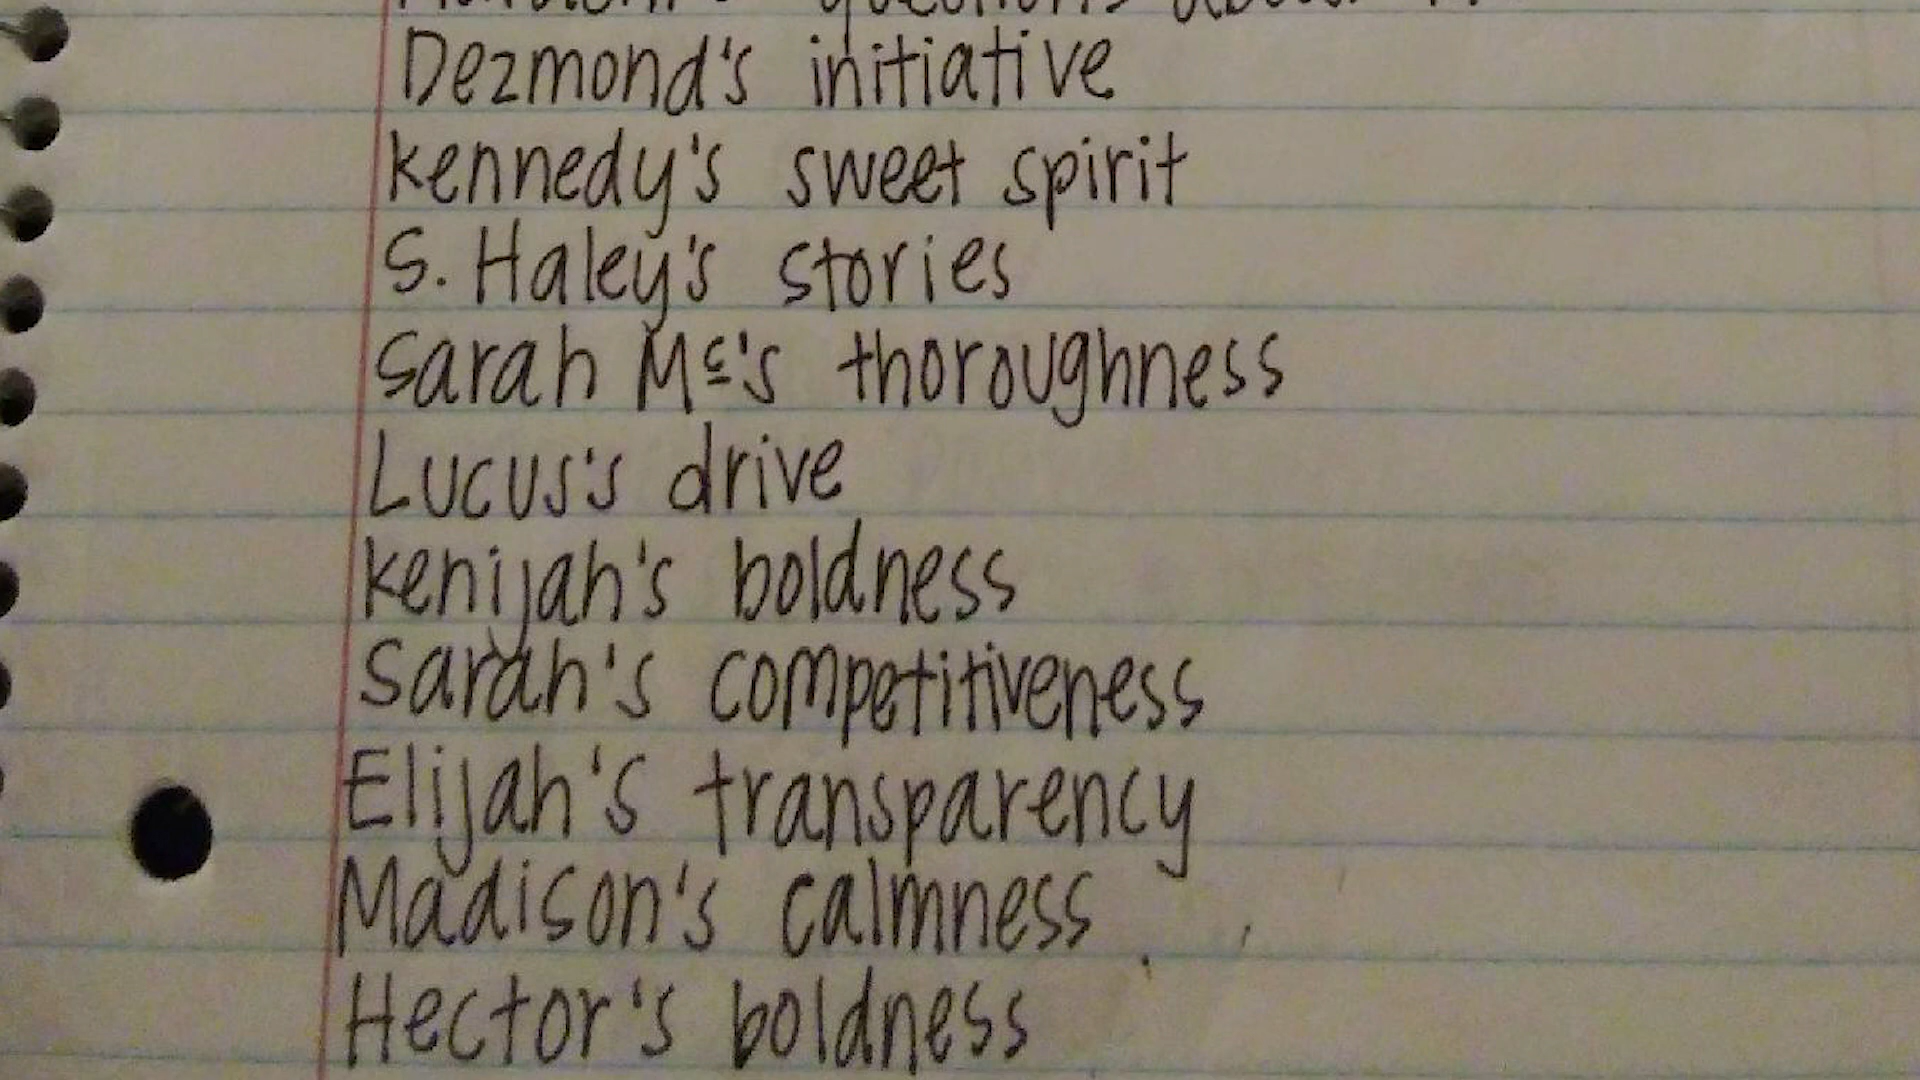 Dezmond's initiative
Kennedy's sweet spirit
S. Haley's stories
Sarah Mc's thoroughness
Lucus's drive
Kenijah's boldness
Sarah's competitiveness
Elijah's transparency
Madison's calmness
Hector's boldness